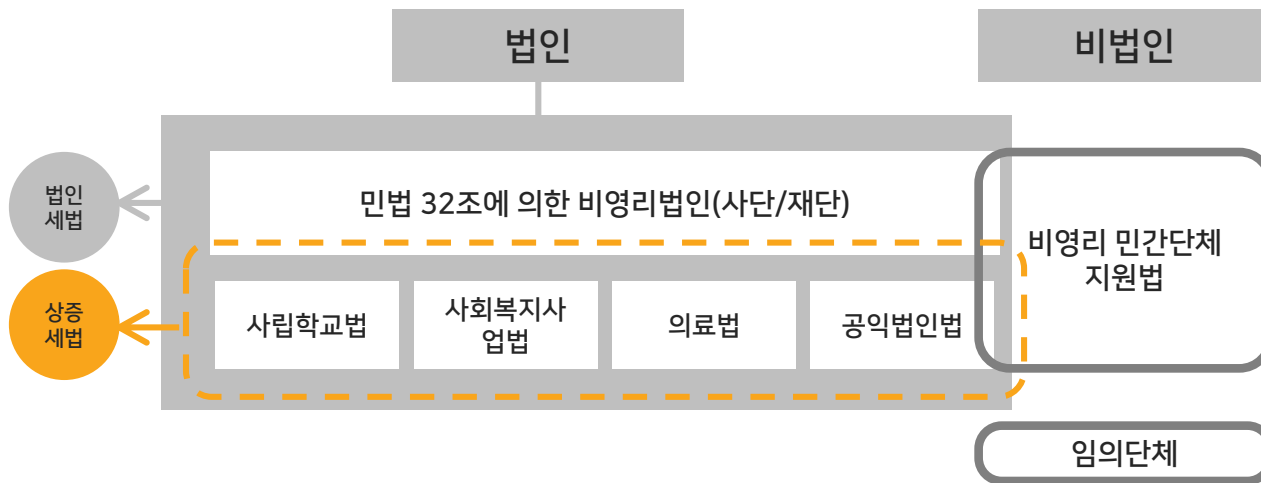 법인
비법인
법인
세법
민법 32조에 의한 비영리법인(사단/재단)
비영리 민간단체
지원법
상증
세법
사립학교법
사회복지사
업법
의료법
공익법인법
임의단체